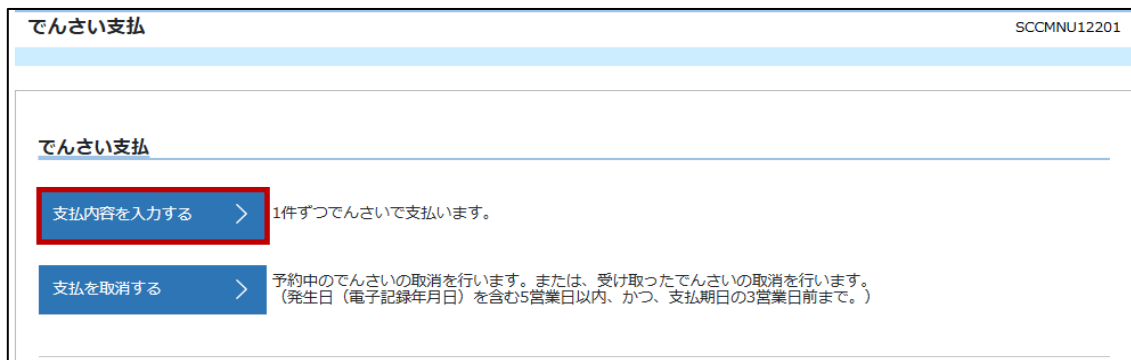 でんさい支払 SCCMNU12201
でんさい支払
支払内容を入力する 1件ずつでんさいで支払います。
支払を取消する 予約中のでんさいの取消を行います。または、受け取ったでんさいの取消を行います。
（発生日（電子記録年月日）を含む5営業日以内、かつ、支払期日の3営業日前まで。）